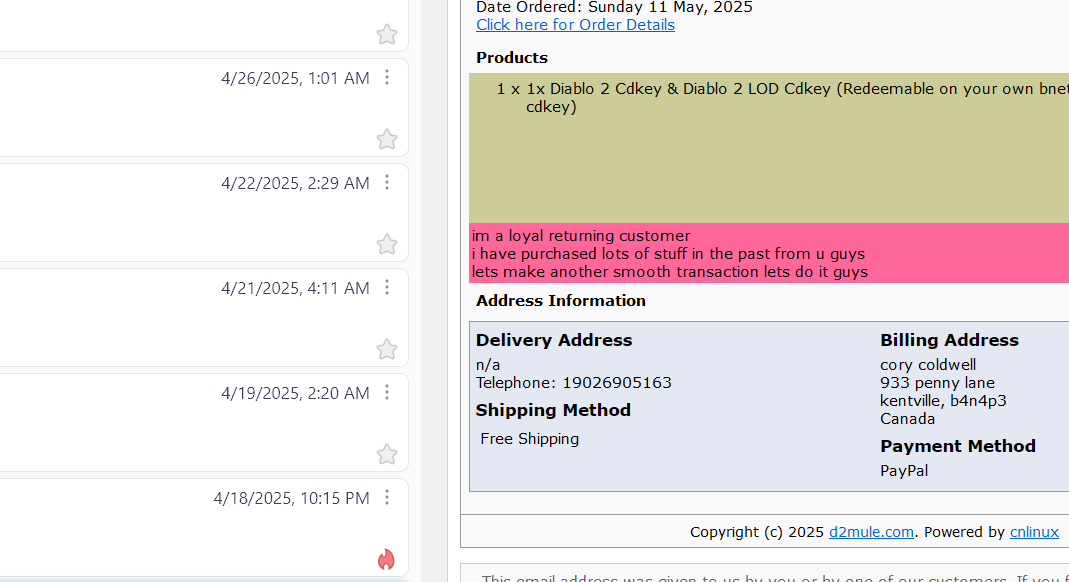 4/26/2025, 1:01 AM
4/22/2025, 2:29 AM
4/21/2025, 4:11 AM
4/19/2025, 2:20 AM
4/18/2025, 10:15 PM
Date Ordered: Sunday 11 May, 2025
Click here for Order Details
Products
1 x 1x Diablo 2 Cdkey & Diablo 2 LOD Cdkey (Redeemable on your own bnet
cdkey)
im a loyal returning customer
i have purchased lots of stuff in the past from u guys
lets make another smooth transaction lets do it guys
Address Information
Delivery Address
n/a
Telephone: 19026905163
Shipping Method
Free Shipping
Billing Address
cory coldwell
933 penny lane
kentville, b4n4p3
Canada
Payment Method
PayPal
Copyright (c) 2025 d2mule.com. Powered by cnlinux
This email address was given to us by you or by one of our customers. If you f